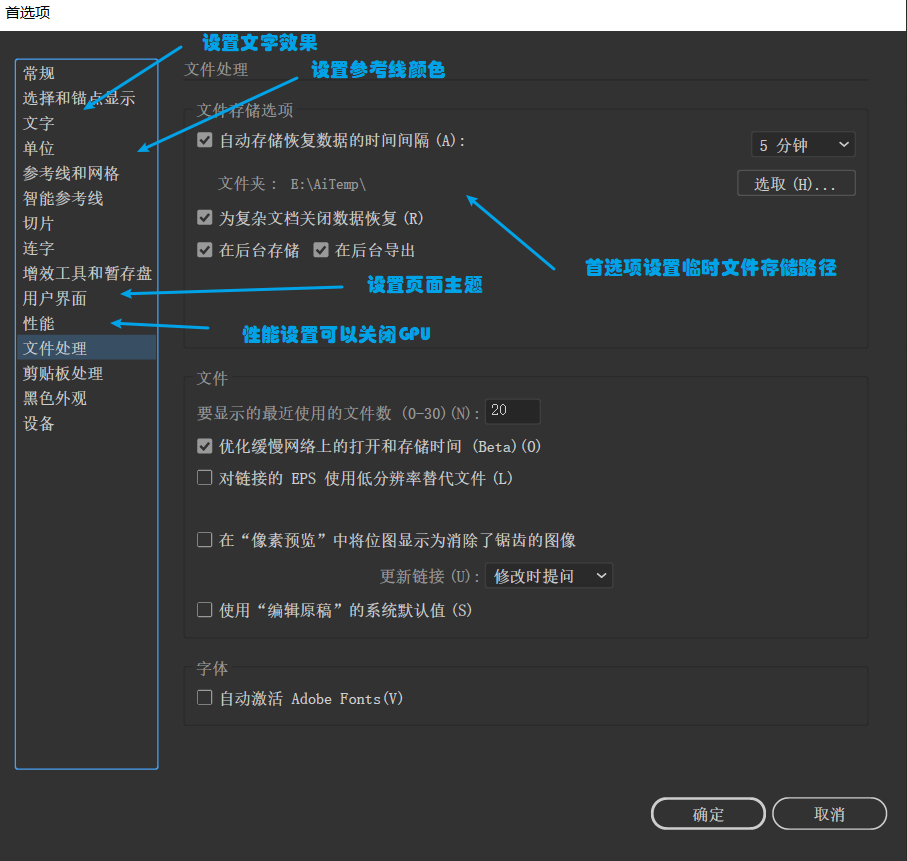 首选项
设置文字效果
设置参考线颜色
常规
选择和锚点显示
文字
单位
参考线和网格
智能参考线
切片
连字
增效工具和暂存盘
用户界面
性能
文件处理
剪贴板处理
黑色外观
设备
文件处理
文件存储选项
自动存储恢复数据的时间间隔 (A):
5 分钟
文件夹： E:\AiTemp\
选取 (H)...
为复杂文档关闭数据恢复 (R)
在后台存储 在后台导出
首选项设置临时文件存储路径
设置页面主题
性能设置可以关闭GPU
文件
要显示的最近使用的文件数 (0-30)(N): 20
优化缓慢网络上的打开和存储时间 (Beta)(O)
对链接的 EPS 使用低分辨率替代文件 (L)
在“像素预览”中将位图显示为消除了锯齿的图像
更新链接 (U): 修改时提问
使用“编辑原稿”的系统默认值 (S)
字体
自动激活 Adobe Fonts(V)
确定
取消